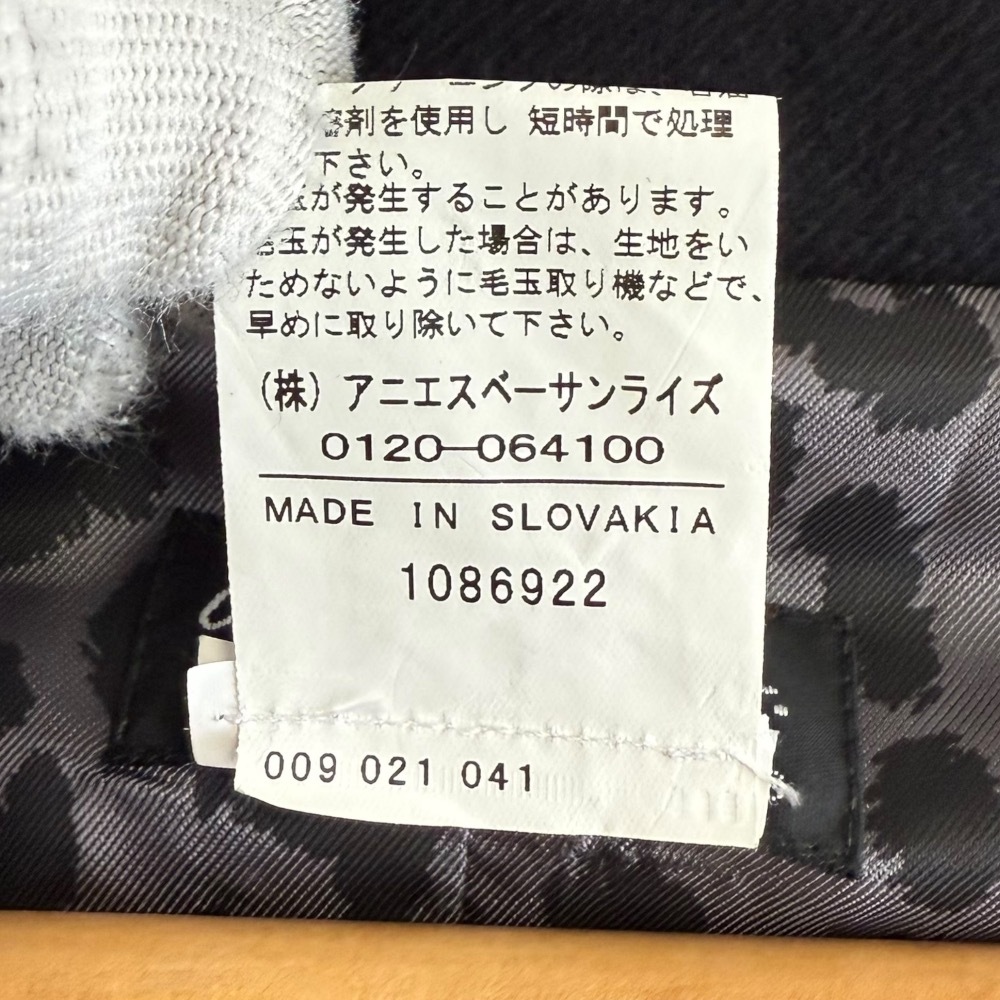 溶剤を使用し 短時間で処理
下さい。
が発生することがあります。
毛玉が発生した場合は、生地をい
ためないように毛玉取り機などで、
早めに取り除いて下さい。
(株) アニエスベーサンライズ
0120-064100
MADE IN SLOVAKIA
1086922
009 021 041